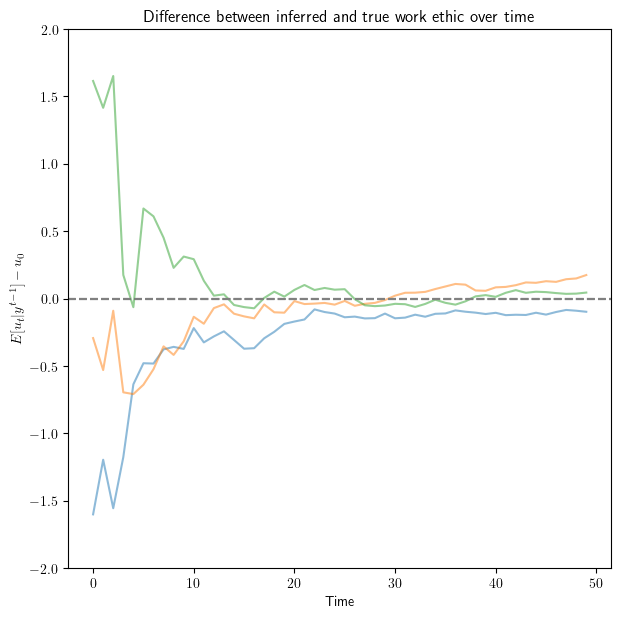 Difference between inferred and true work ethic over time
2.0
1.5
1.0
0.5
0.0
−0.5
−1.0
−1.5
−2.0
E[u_t|y^{t−1}] − u_0
0 10 20 30 40 50
Time